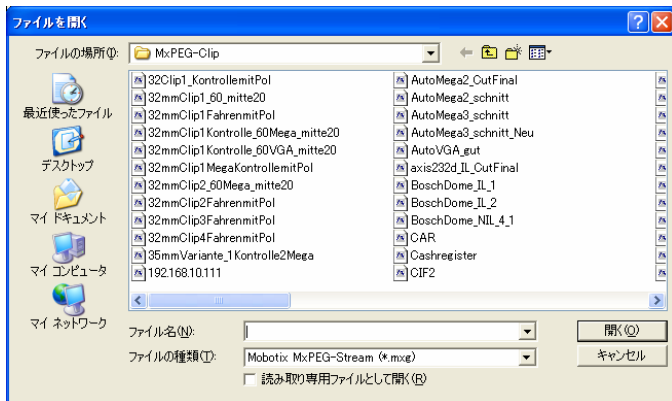 ファイルを開く
ファイルの場所(I):
MxPEG-Clip
最近使ったファイル
デスクトップ
マイ ドキュメント
マイ コンピュータ
マイ ネットワーク
32Clip1_KontrollemitPol
32mmClip1_60_mitte20
32mmClip1FahrenmitPol
32mmClip1Kontrolle_60Mega_mitte20
32mmClip1Kontrolle_60VGA_mitte20
32mmClip1MegaKontrollemitPol
32mmClip2_60Mega_mitte20
32mmClip2FahrenmitPol
32mmClip3FahrenmitPol
32mmClip4FahrenmitPol
35mmVariante_1Kontrolle2Mega
192.168.10.111
AutoMega2_CutFinal
AutoMega2_schnitt
AutoMega3_schnitt
AutoMega3_schnitt_Neu
AutoVGA_gut
axis232d_IL_CutFinal
BoschDome_IL_1
BoschDome_IL_2
BoschDome_NIL_4_1
CAR
Cashregister
CIF2
ファイル名(N):
開く(O)
ファイルの種類(T):
Mobotix MxPEG-Stream (*.mxg)
キャンセル
読み取り専用ファイルとして開く(R)